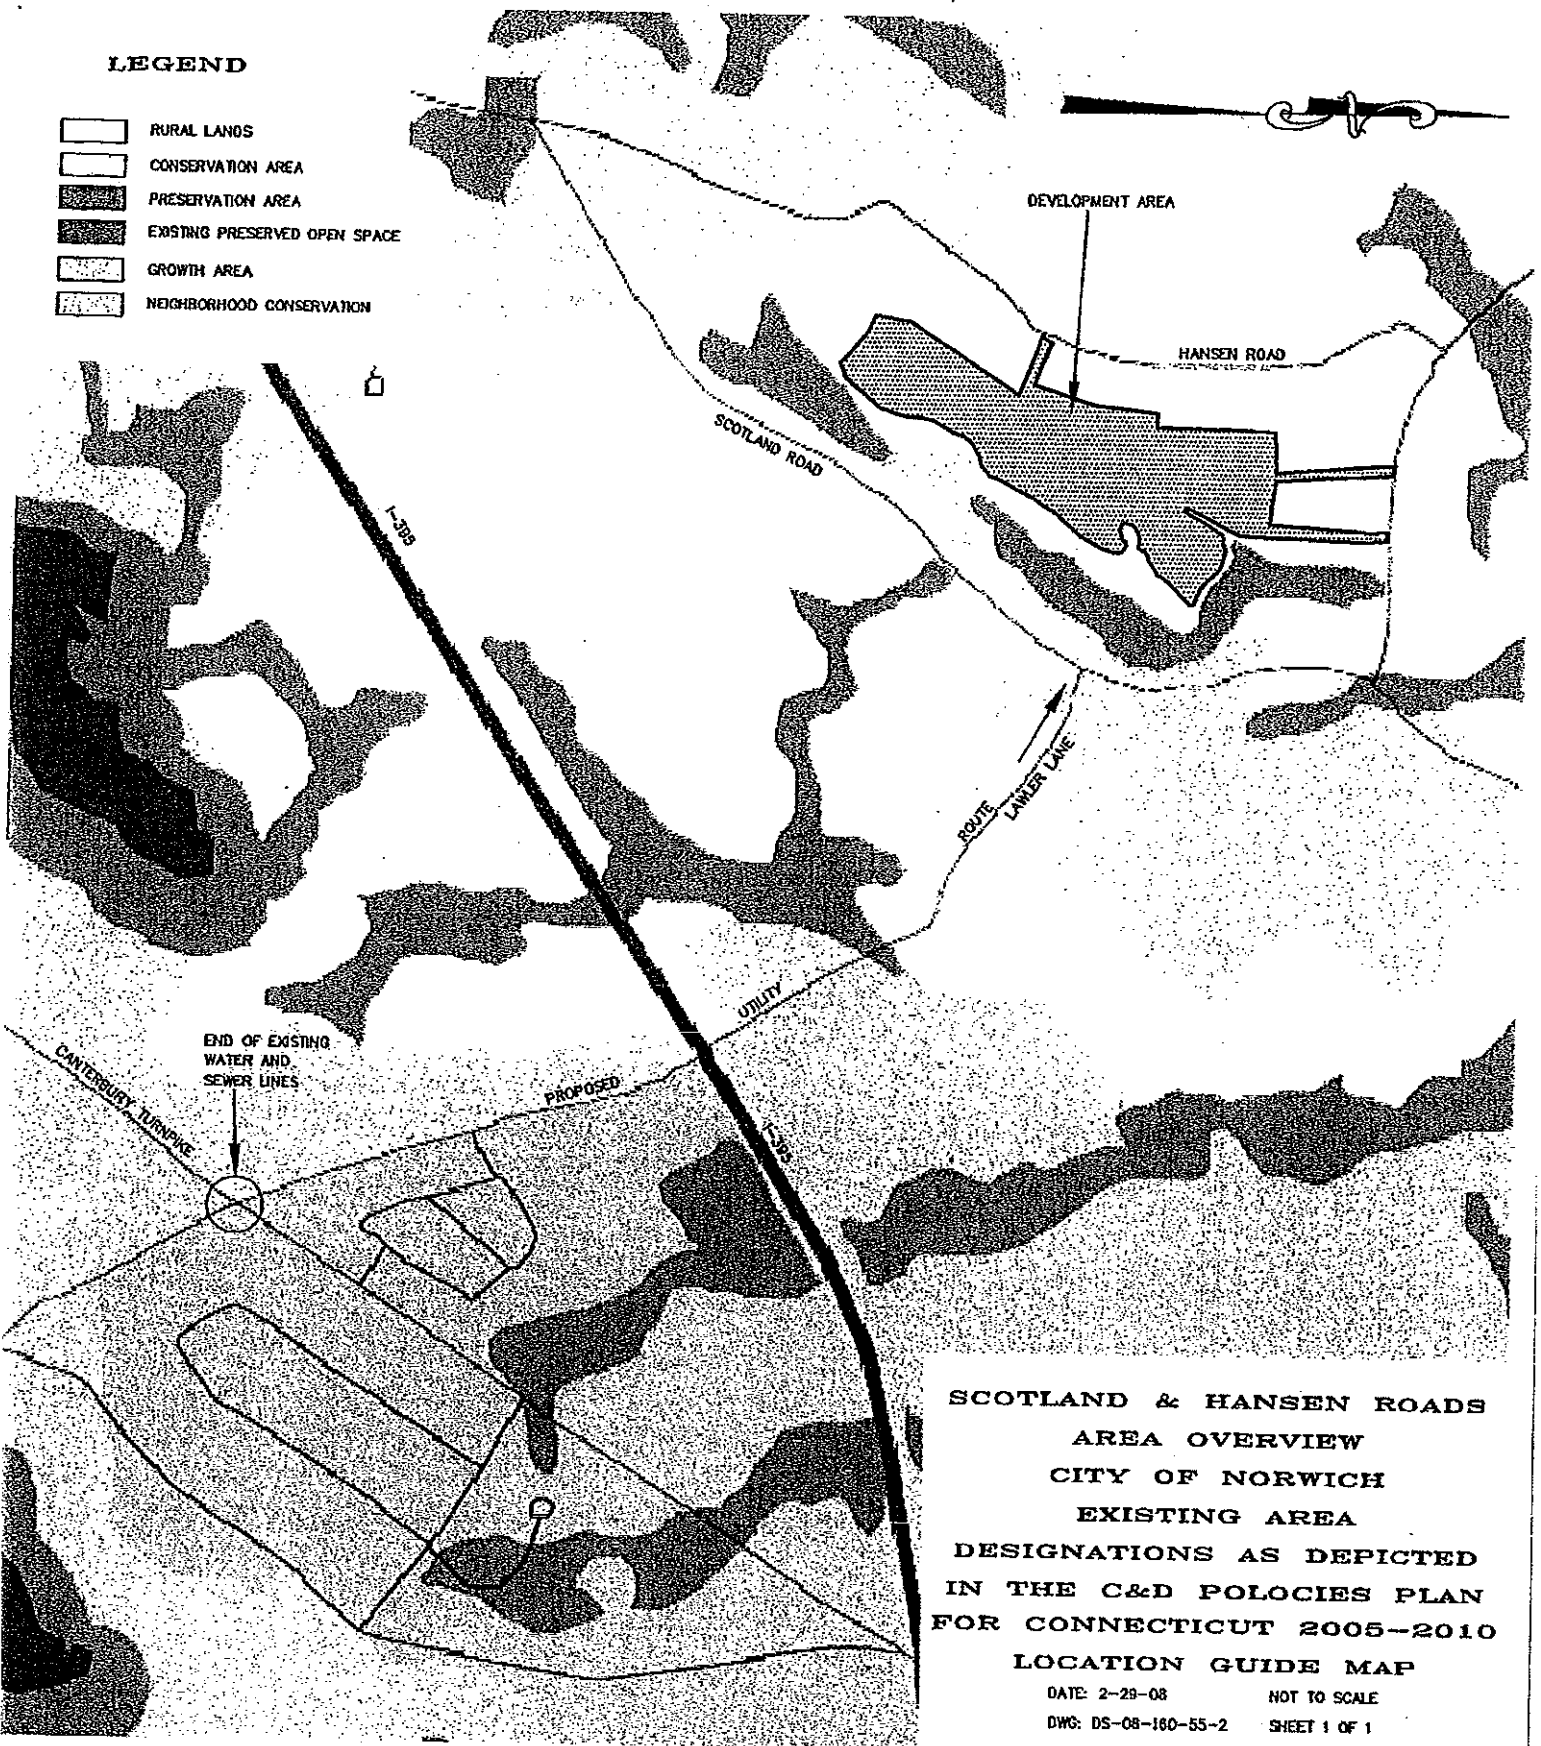 LEGEND
RURAL LANDS
CONSERVATION AREA
PRESERVATION AREA
EXISTING PRESERVED OPEN SPACE
GROWTH AREA
NEIGHBORHOOD CONSERVATION
DEVELOPMENT AREA
HANSEN ROAD
SCOTLAND ROAD
I-395
ROUTE
LAWLER LANE
UTILITY
PROPOSED
END OF EXISTING
WATER AND
SEWER LINES
CANTERBURY TURNPIKE
I-395
SCOTLAND & HANSEN ROADS
AREA OVERVIEW
CITY OF NORWICH
EXISTING AREA
DESIGNATIONS AS DEPICTED
IN THE C&D POLOCIES PLAN
FOR CONNECTICUT 2005-2010
LOCATION GUIDE MAP
DATE: 2-29-08 NOT TO SCALE
DWG: DS-08-160-55-2 SHEET 1 OF 1